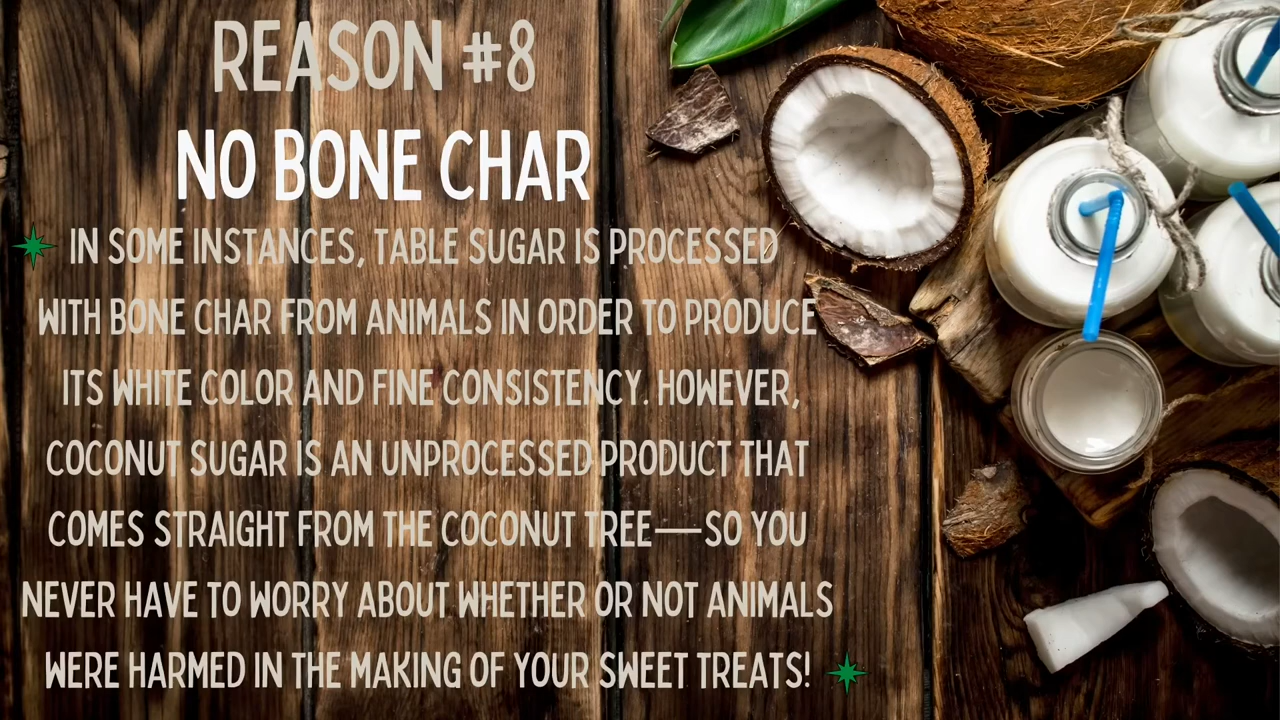 REASON #8
NO BONE CHAR
IN SOME INSTANCES, TABLE SUGAR IS PROCESSED
WITH BONE CHAR FROM ANIMALS IN ORDER TO PRODUCE
ITS WHITE COLOR AND FINE CONSISTENCY. HOWEVER,
COCONUT SUGAR IS AN UNPROCESSED PRODUCT THAT
COMES STRAIGHT FROM THE COCONUT TREE—SO YOU
NEVER HAVE TO WORRY ABOUT WHETHER OR NOT ANIMALS
WERE HARMED IN THE MAKING OF YOUR SWEET TREATS!